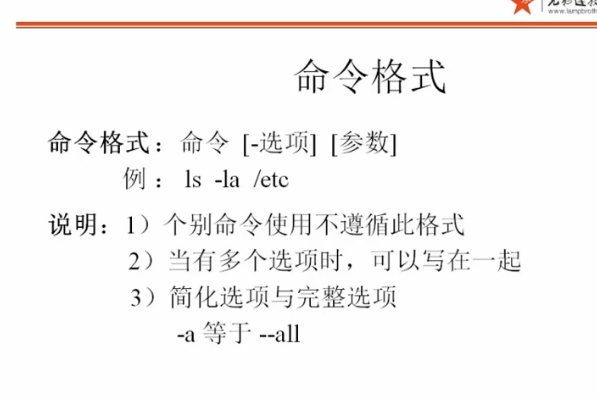 www.lampbroth
命令格式
命令格式：命令 [-选项] [参数]
例： ls -la /etc
说明：1）个别命令使用不遵循此格式
2）当有多个选项时，可以写在一起
3）简化选项与完整选项
-a 等于 --all